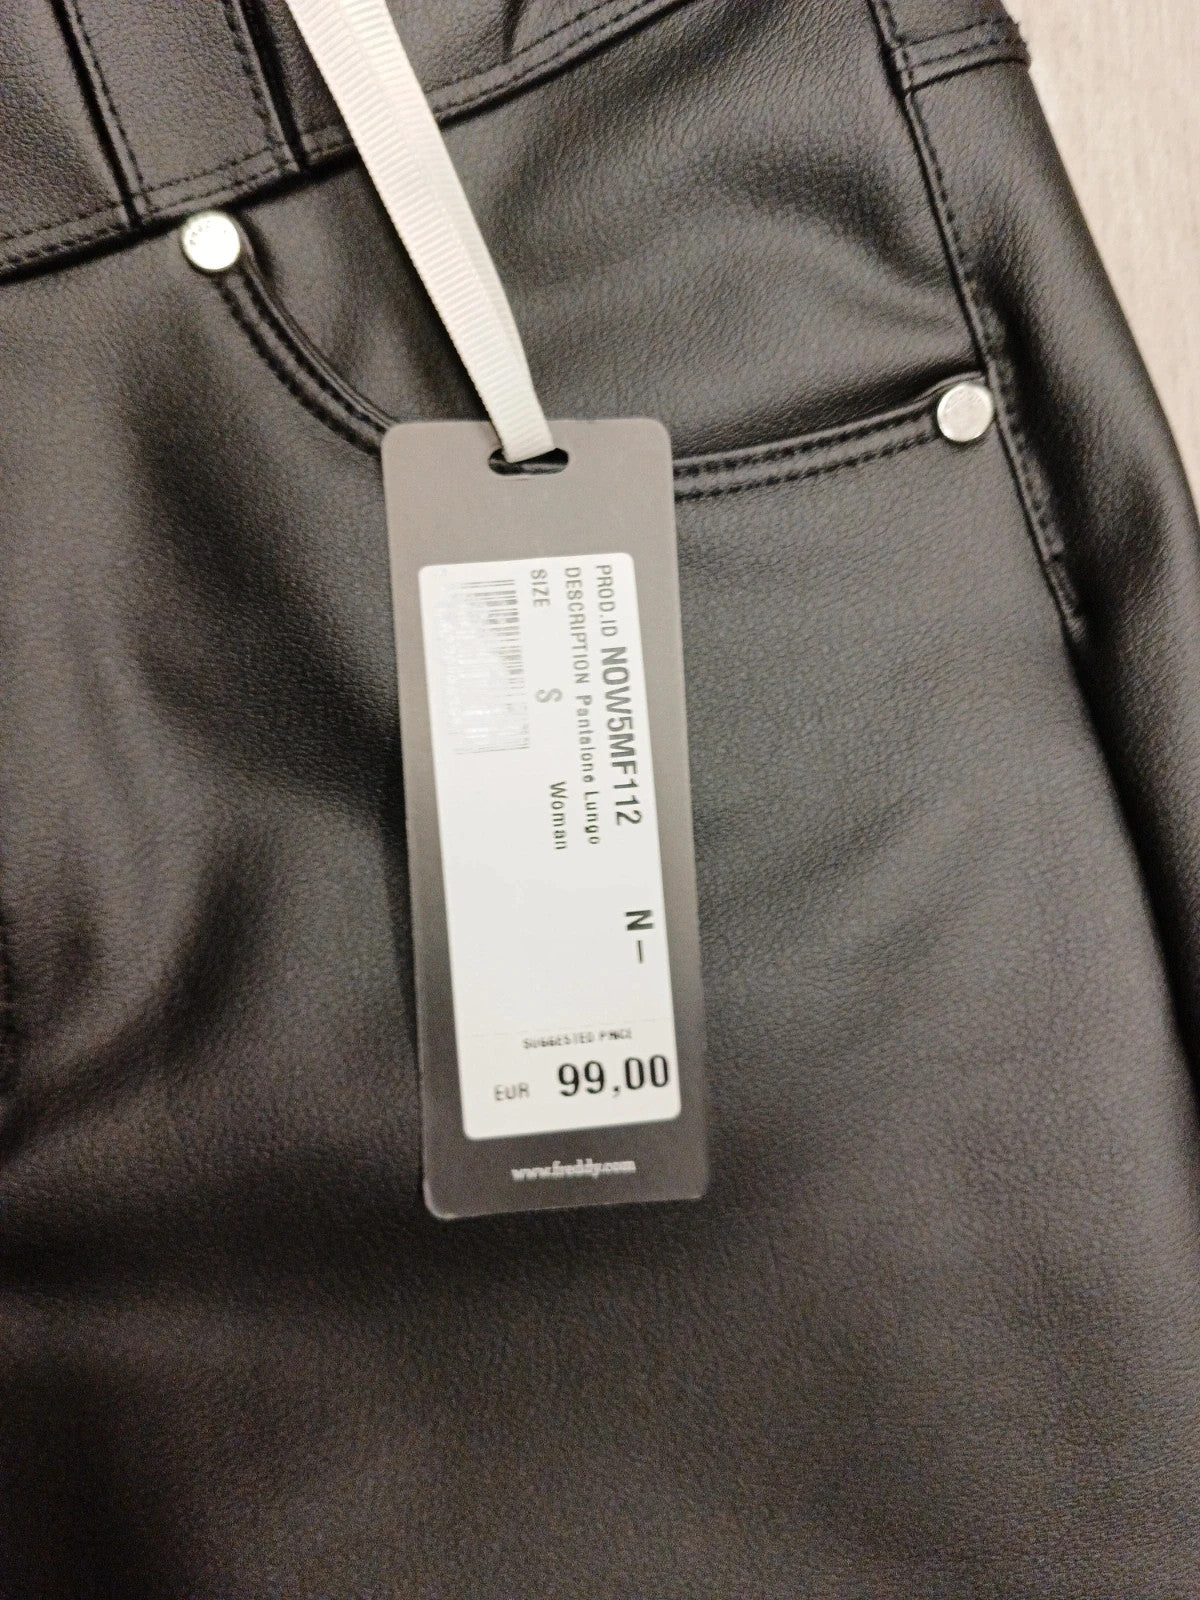 PROD.ID NOW5MF112 N-
DESCRIPTION Pantalone Lungo
SIZE S Woman
SUGGESTED PRICE
EUR 99,00
www.freddy.com